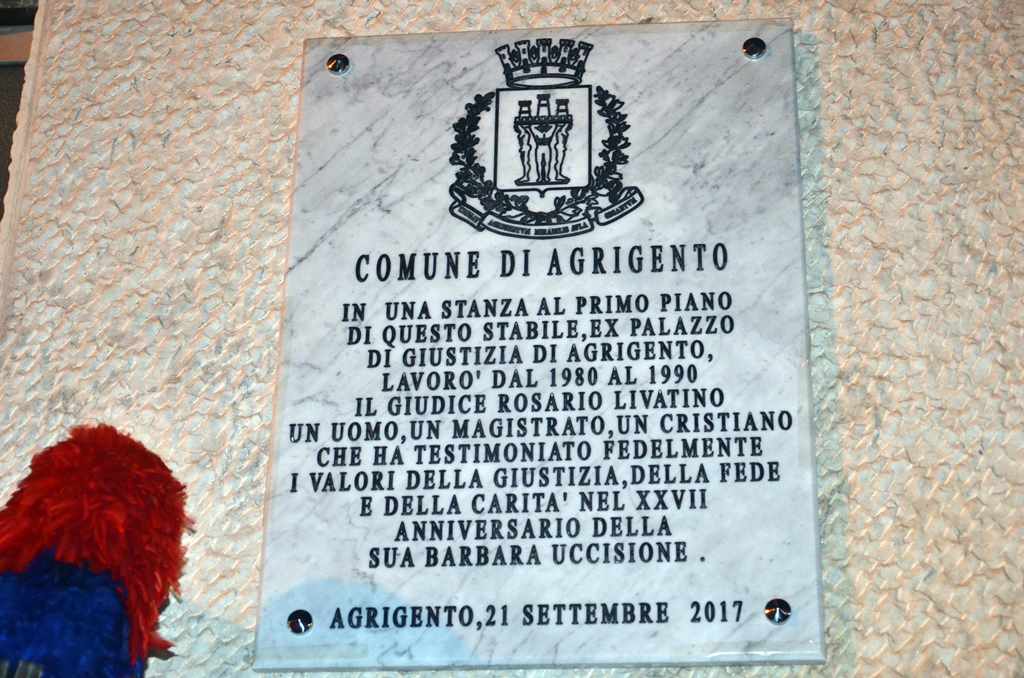 COMUNE DI AGRIGENTO
IN UNA STANZA AL PRIMO PIANO
DI QUESTO STABILE,EX PALAZZO
DI GIUSTIZIA DI AGRIGENTO,
LAVORO' DAL 1980 AL 1990
IL GIUDICE ROSARIO LIVATINO
UN UOMO,UN MAGISTRATO,UN CRISTIANO
CHE HA TESTIMONIATO FEDELMENTE
I VALORI DELLA GIUSTIZIA,DELLA FEDE
E DELLA CARITA' NEL XXVII
ANNIVERSARIO DELLA
SUA BARBARA UCCISIONE .
AGRIGENTO,21 SETTEMBRE 2017